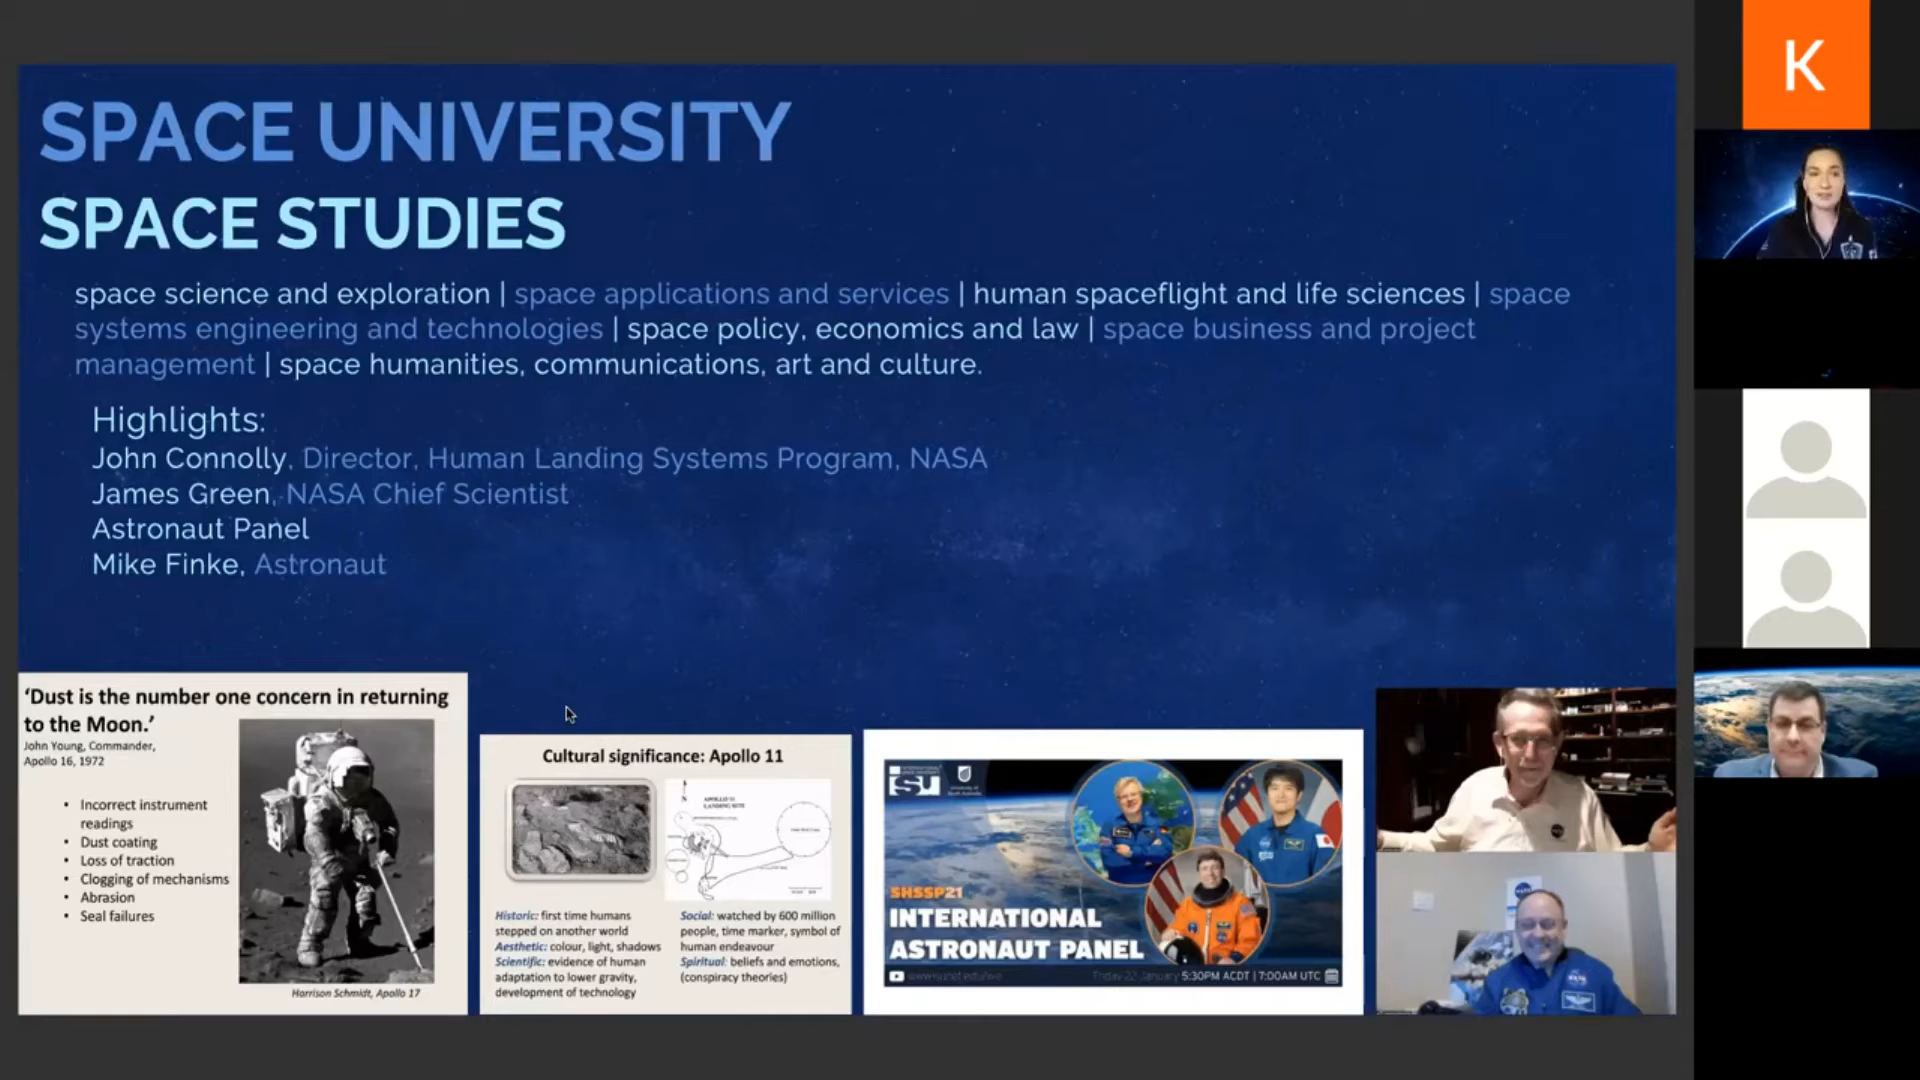 SPACE UNIVERSITY
SPACE STUDIES
space science and exploration | space applications and services | human spaceflight and life sciences | space
systems engineering and technologies | space policy, economics and law | space business and project
management | space humanities, communications, art and culture.
Highlights:
John Connolly, Director, Human Landing Systems Program, NASA
James Green, NASA Chief Scientist
Astronaut Panel
Mike Finke, Astronaut
‘Dust is the number one concern in returning
to the Moon.’
John Young, Commander,
Apollo 16, 1972
• Incorrect instrument
readings
• Dust coating
• Loss of traction
• Clogging of mechanisms
• Abrasion
• Seal failures
Harrison Schmidt, Apollo 17
Cultural significance: Apollo 11
APOLLO 11
LANDING SITE
Historic: first time humans
stepped on another world
Aesthetic: colour, light, shadows
Scientific: evidence of human
adaptation to lower gravity,
development of technology
Social: watched by 600 million
people, time marker, symbol of
human endeavour
Spiritual: beliefs and emotions,
(conspiracy theories)
isu
SHSSP21
INTERNATIONAL
ASTRONAUT PANEL
Friday 22 January 5:30PM ACDT | 7:00AM UTC
K